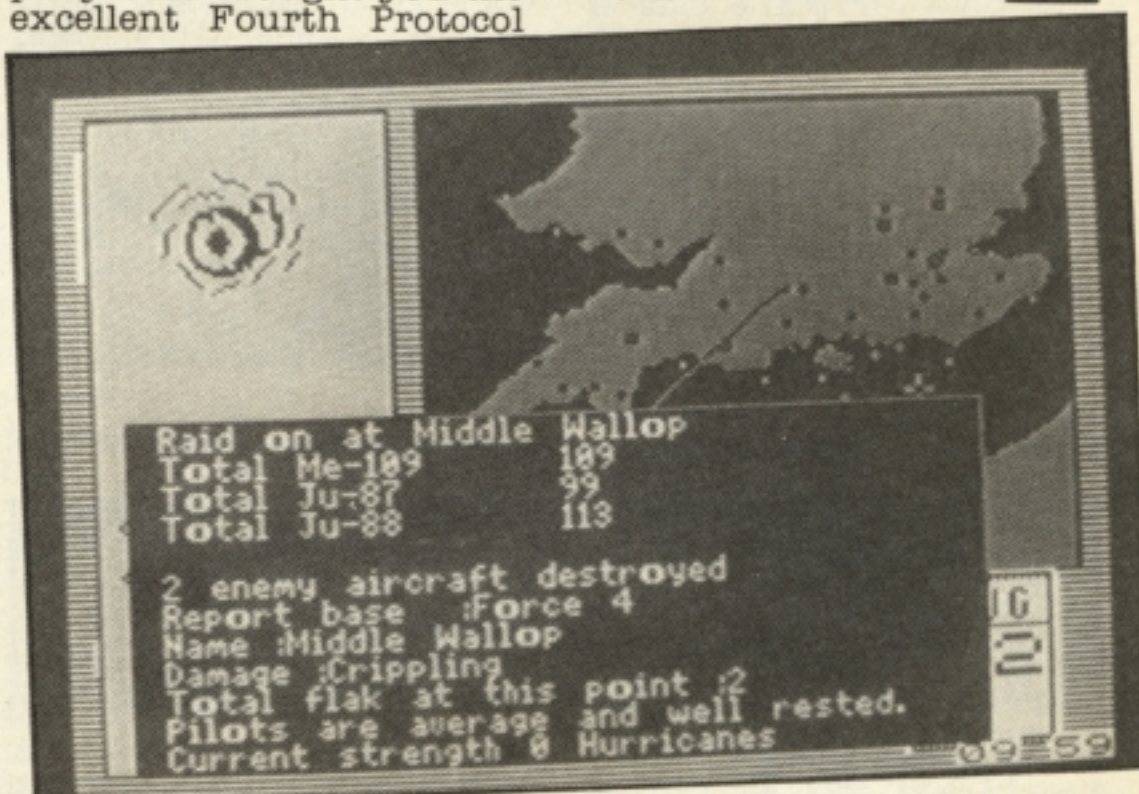 excellent Fourth Protocol
Raid on at Middle Wallop
Total Me-109 109
Total Ju-87 99
Total Ju-88 113
2 enemy aircraft destroyed
Report base :Force 4
Name :Middle Wallop
Damage :Crippling
Total flak at this point :2
Pilots are average and well rested.
Current strength 0 Hurricanes
IG
2
09 59